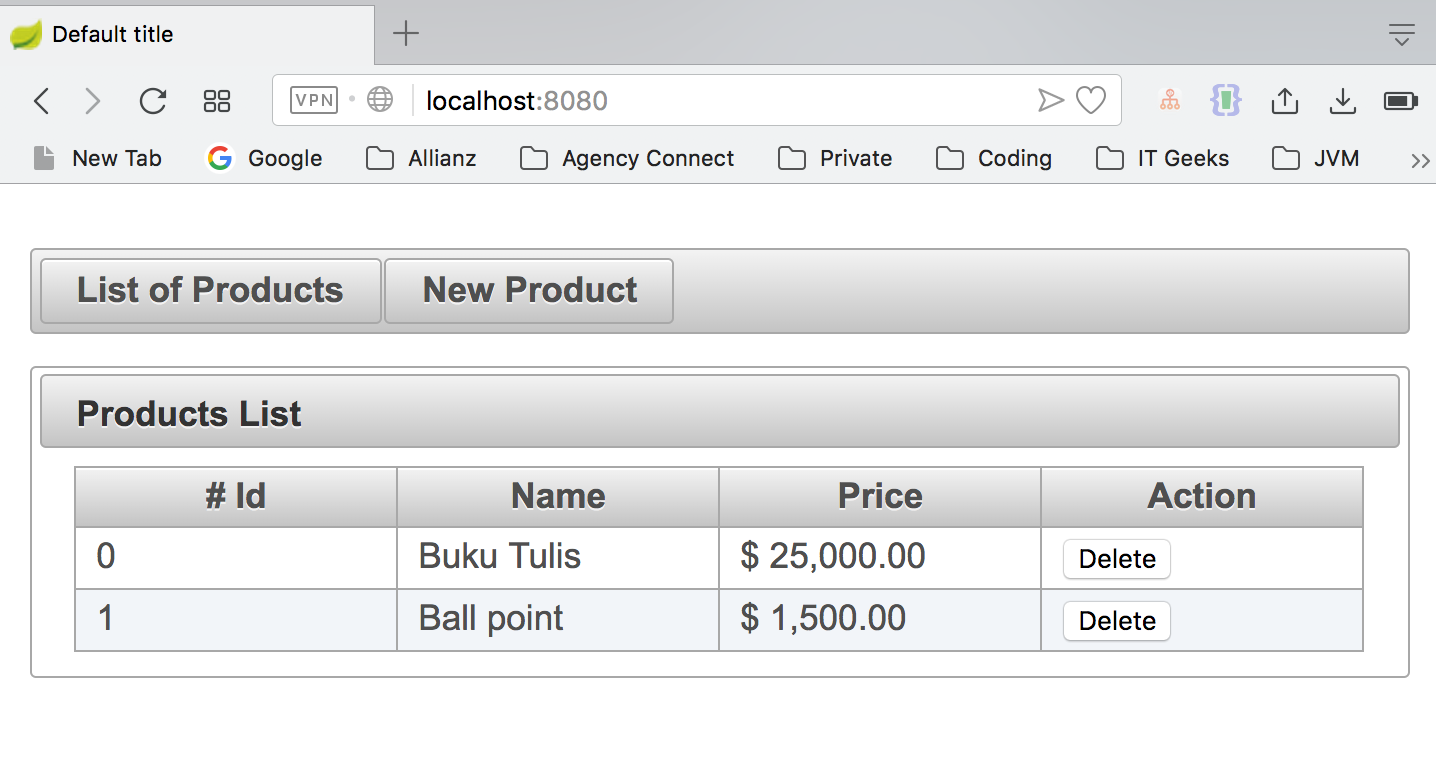 Default title
VPN localhost:8080
New Tab Google Allianz Agency Connect Private Coding IT Geeks JVM
List of Products New Product
Products List
# Id Name Price Action
0 Buku Tulis $ 25,000.00 Delete
1 Ball point $ 1,500.00 Delete